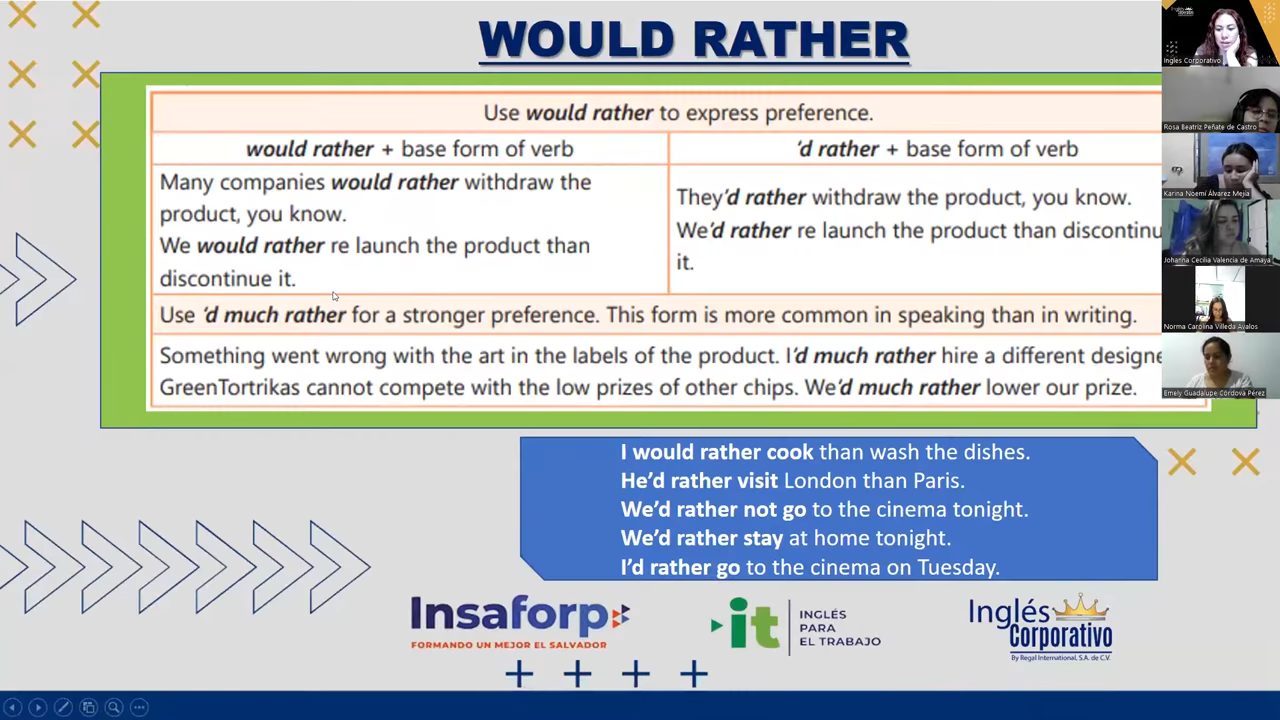 WOULD RATHER
Use would rather to express preference.
would rather + base form of verb
'd rather + base form of verb
Many companies would rather withdraw the
product, you know.
We would rather re launch the product than
discontinue it.
They'd rather withdraw the product, you know.
We'd rather re launch the product than discontinu
it.
Use 'd much rather for a stronger preference. This form is more common in speaking than in writing.
Something went wrong with the art in the labels of the product. I'd much rather hire a different designe
GreenTortrikas cannot compete with the low prizes of other chips. We'd much rather lower our prize.
I would rather cook than wash the dishes.
He'd rather visit London than Paris.
We'd rather not go to the cinema tonight.
We'd rather stay at home tonight.
I'd rather go to the cinema on Tuesday.
Insaforp
FORMANDO UN MEJOR EL SALVADOR
it
INGLÉS
PARA
EL TRABAJO
Inglés
Corporativo
By Regal International, S.A. de C.V.
Inglés Corporativo
Ingles Corporativo
Rosa Beatriz Peñate de Castro
Karina Noemí Álvarez Mejía
Johanna Cecilia Valencia de Amaya
Norma Carolina Villeda Avalos
Emely Guadalupe Córdova Pérez